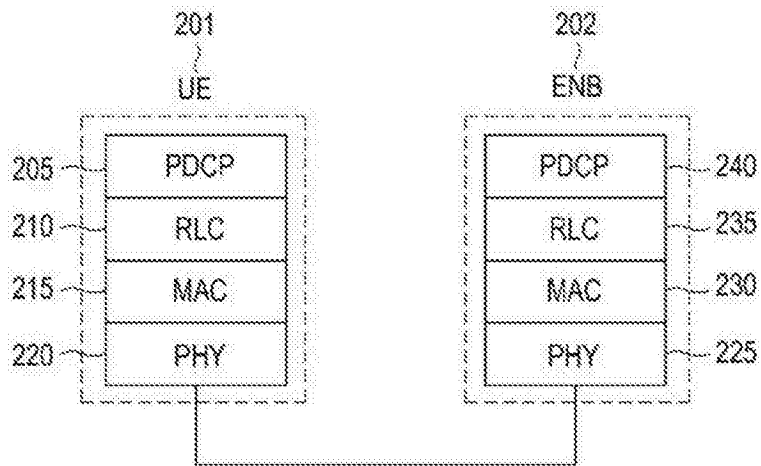 201 202
UE ENB
205 PDCP PDCP 240
210 RLC RLC 235
215 MAC MAC 230
220 PHY PHY 225